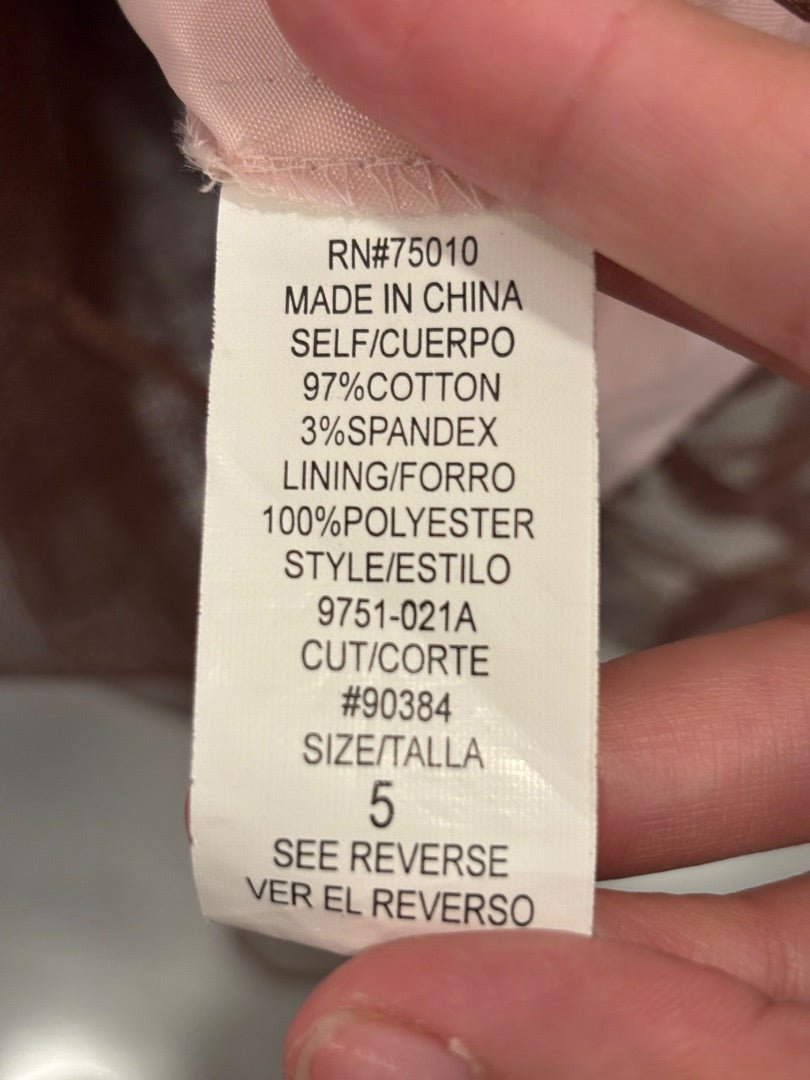 RN#75010
MADE IN CHINA
SELF/CUERPO
97%COTTON
3%SPANDEX
LINING/FORRO
100%POLYESTER
STYLE/ESTILO
9751-021A
CUT/CORTE
#90384
SIZE/TALLA
5
SEE REVERSE
VER EL REVERSO